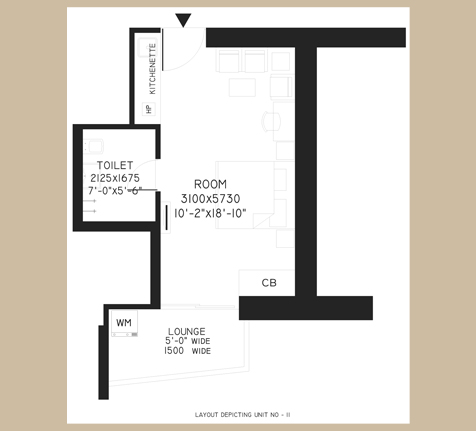 KITCHENETTE
HP
TOILET
2125x1675
7'-0"x5'-6"
ROOM
3100x5730
10'-2"x18'-10"
CB
WM
LOUNGE
5'-0" WIDE
1500 WIDE
LAYOUT DEPICTING UNIT NO - II